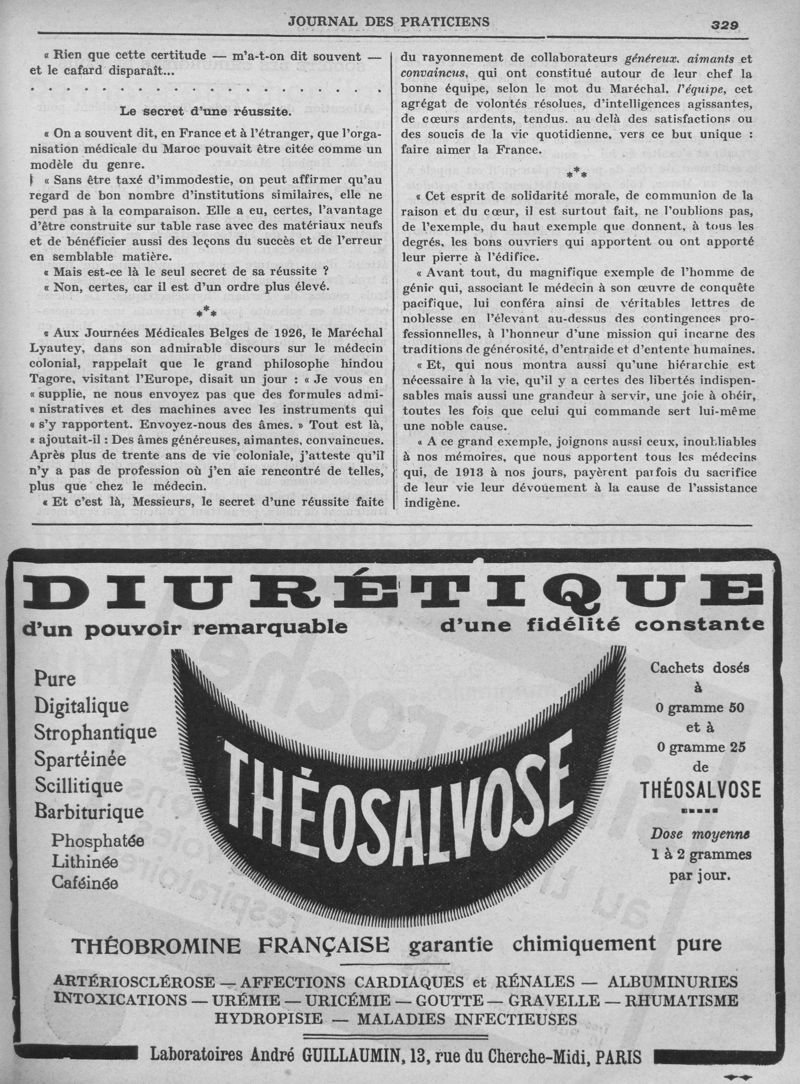 JOURNAL DES PRATICIENS
329
« Rien que cette certitude — m'a-t-on dit souvent —
et le cafard disparaît...
. . . . . . . . . . . . . . . . . . . .
Le secret d'une réussite.
« On a souvent dit, en France et à l'étranger, que l'orga-
nisation médicale du Maroc pouvait être citée comme un
modèle du genre.
« Sans être taxé d'immodestie, on peut affirmer qu'au
regard de bon nombre d'institutions similaires, elle ne
perd pas à la comparaison. Elle a eu, certes, l'avantage
d'être construite sur table rase avec des matériaux neufs
et de bénéficier aussi des leçons du succès et de l'erreur
en semblable matière.
« Mais est-ce là le seul secret de sa réussite ?
« Non, certes, car il est d'un ordre plus élevé.
***
« Aux Journées Médicales Belges de 1926, le Maréchal
Lyautey, dans son admirable discours sur le médecin
colonial, rappelait que le grand philosophe hindou
Tagore, visitant l'Europe, disait un jour : « Je vous en
« supplie, ne nous envoyez pas que des formules admi-
« nistratives et des machines avec les instruments qui
« s'y rapportent. Envoyez-nous des âmes. » Tout est là,
« ajoutait-il : Des âmes généreuses, aimantes, convaincues.
Après plus de trente ans de vie coloniale, j'atteste qu'il
n'y a pas de profession où j'en aie rencontré de telles,
plus que chez le médecin.
« Et c'est là, Messieurs, le secret d'une réussite faite
du rayonnement de collaborateurs généreux, aimants et
convaincus, qui ont constitué autour de leur chef la
bonne équipe, selon le mot du Maréchal, l'équipe, cet
agrégat de volontés résolues, d'intelligences agissantes,
de cœurs ardents, tendus, au delà des satisfactions ou
des soucis de la vie quotidienne, vers ce but unique :
faire aimer la France.
***
« Cet esprit de solidarité morale, de communion de la
raison et du cœur, il est surtout fait, ne l'oublions pas,
de l'exemple, du haut exemple que donnent, à tous les
degrés, les bons ouvriers qui apportent ou ont apporté
leur pierre à l'édifice.
« Avant tout, du magnifique exemple de l'homme de
génie qui, associant le médecin à son œuvre de conquête
pacifique, lui conféra ainsi de véritables lettres de
noblesse en l'élevant au-dessus des contingences pro-
fessionnelles, à l'honneur d'une mission qui incarne des
traditions de générosité, d'entraide et d'entente humaines.
« Et, qui nous montra aussi qu'une hiérarchie est
nécessaire à la vie, qu'il y a certes des libertés indispen-
sables mais aussi une grandeur à servir, une joie à obéir,
toutes les fois que celui qui commande sert lui-même
une noble cause.
« A ce grand exemple, joignons aussi ceux, inoubliables
à nos mémoires, que nous apportent tous les médecins
qui, de 1913 à nos jours, payèrent parfois du sacrifice
de leur vie leur dévouement à la cause de l'assistance
indigène.
DIURÉTIQUE
d'un pouvoir remarquable
d'une fidélité constante
Pure
Digitalique
Strophantique
Spartéinée
Scillitique
Barbiturique
Phosphatée
Lithinée
Caféinée
THÉOSALVOSE
Cachets dosés
à
0 gramme 50
et à
0 gramme 25
de
THÉOSALVOSE
Dose moyenne
1 à 2 grammes
par jour.
THÉOBROMINE FRANÇAISE garantie chimiquement pure
ARTÉRIOSCLÉROSE — AFFECTIONS CARDIAQUES et RÉNALES — ALBUMINURIES
INTOXICATIONS — URÉMIE — URICÉMIE — GOUTTE — GRAVELLE — RHUMATISME
HYDROPISIE — MALADIES INFECTIEUSES
Laboratoires André GUILLAUMIN, 13, rue du Cherche-Midi, PARIS